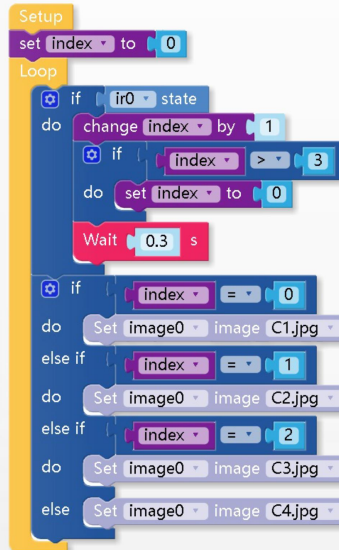 Setup
set index to 0
Loop
if ir0 state
do change index by 1
if index > 3
do set index to 0
Wait 0.3 s
if index = 0
do Set image0 image C1.jpg
else if index = 1
do Set image0 image C2.jpg
else if index = 2
do Set image0 image C3.jpg
else Set image0 image C4.jpg